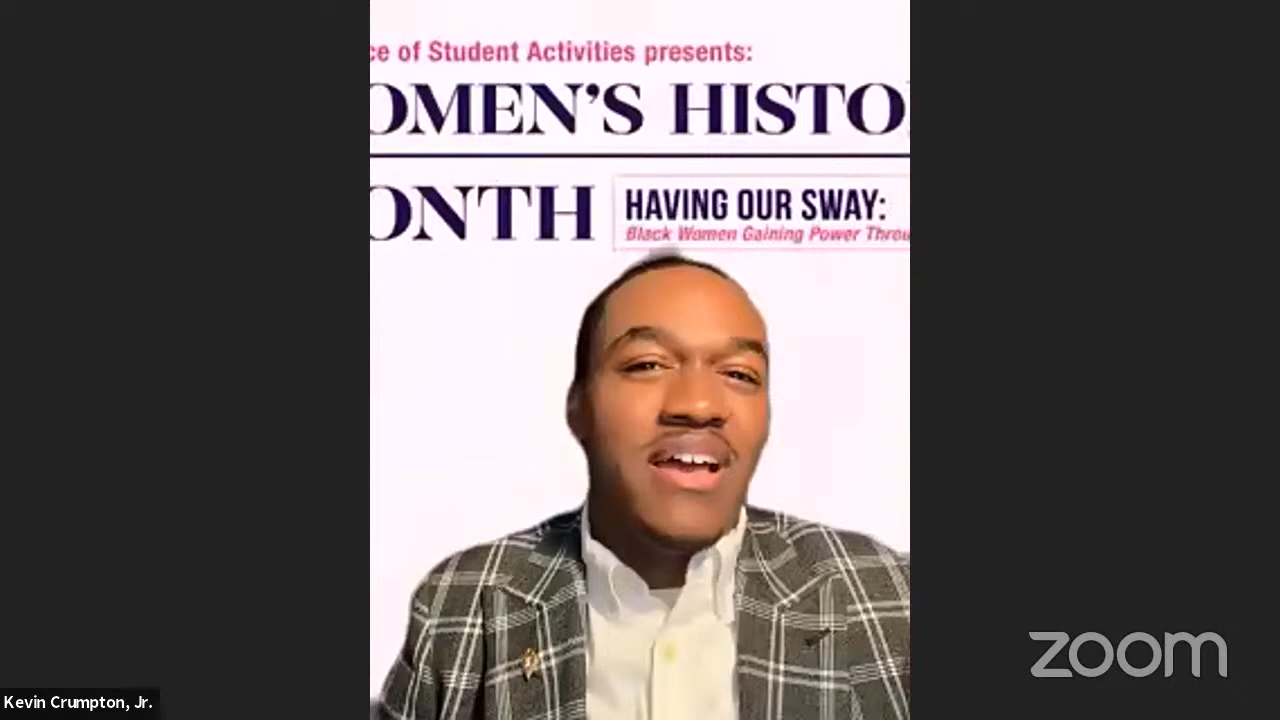 ce of Student Activities presents:
OMEN'S HISTO
ONTH
HAVING OUR SWAY:
Black Women Gaining Power Throu
zoom
Kevin Crumpton, Jr.